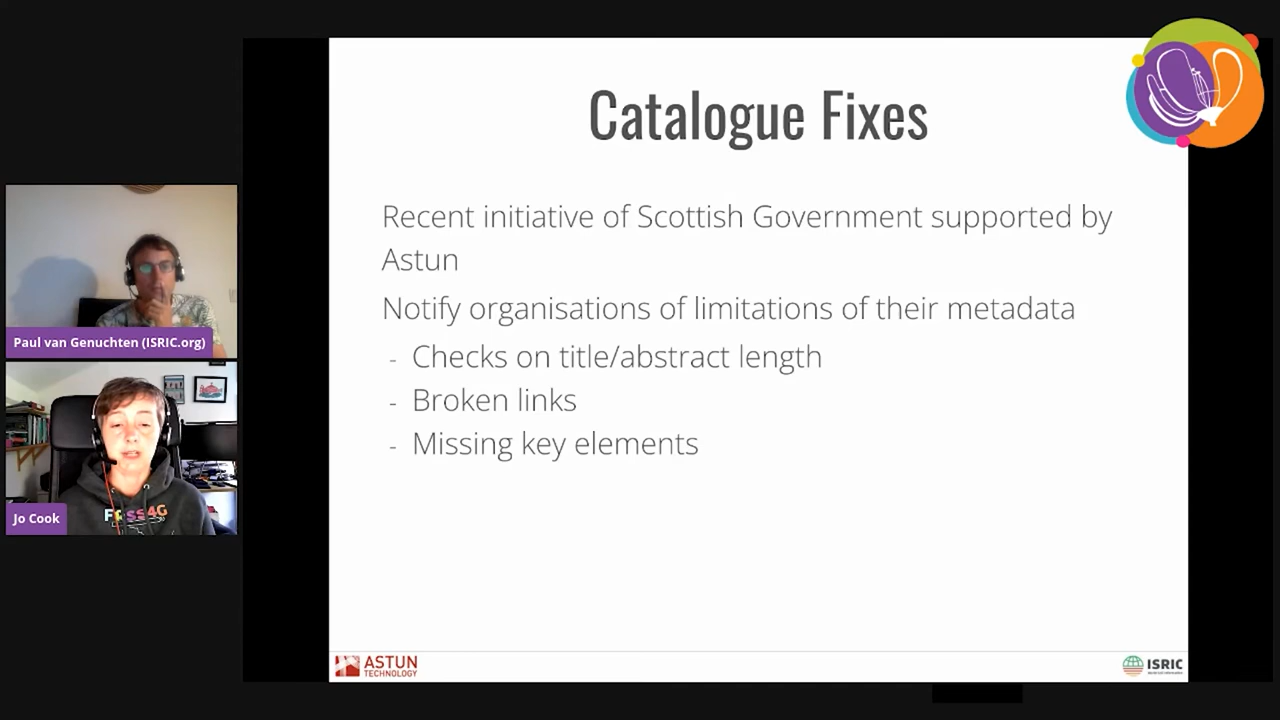 Catalogue Fixes
Recent initiative of Scottish Government supported by
Astun
Notify organisations of limitations of their metadata
- Checks on title/abstract length
- Broken links
- Missing key elements
Paul van Genuchten (ISRIC.org)
FOSS4G
Jo Cook
ASTUN
TECHNOLOGY
ISRIC